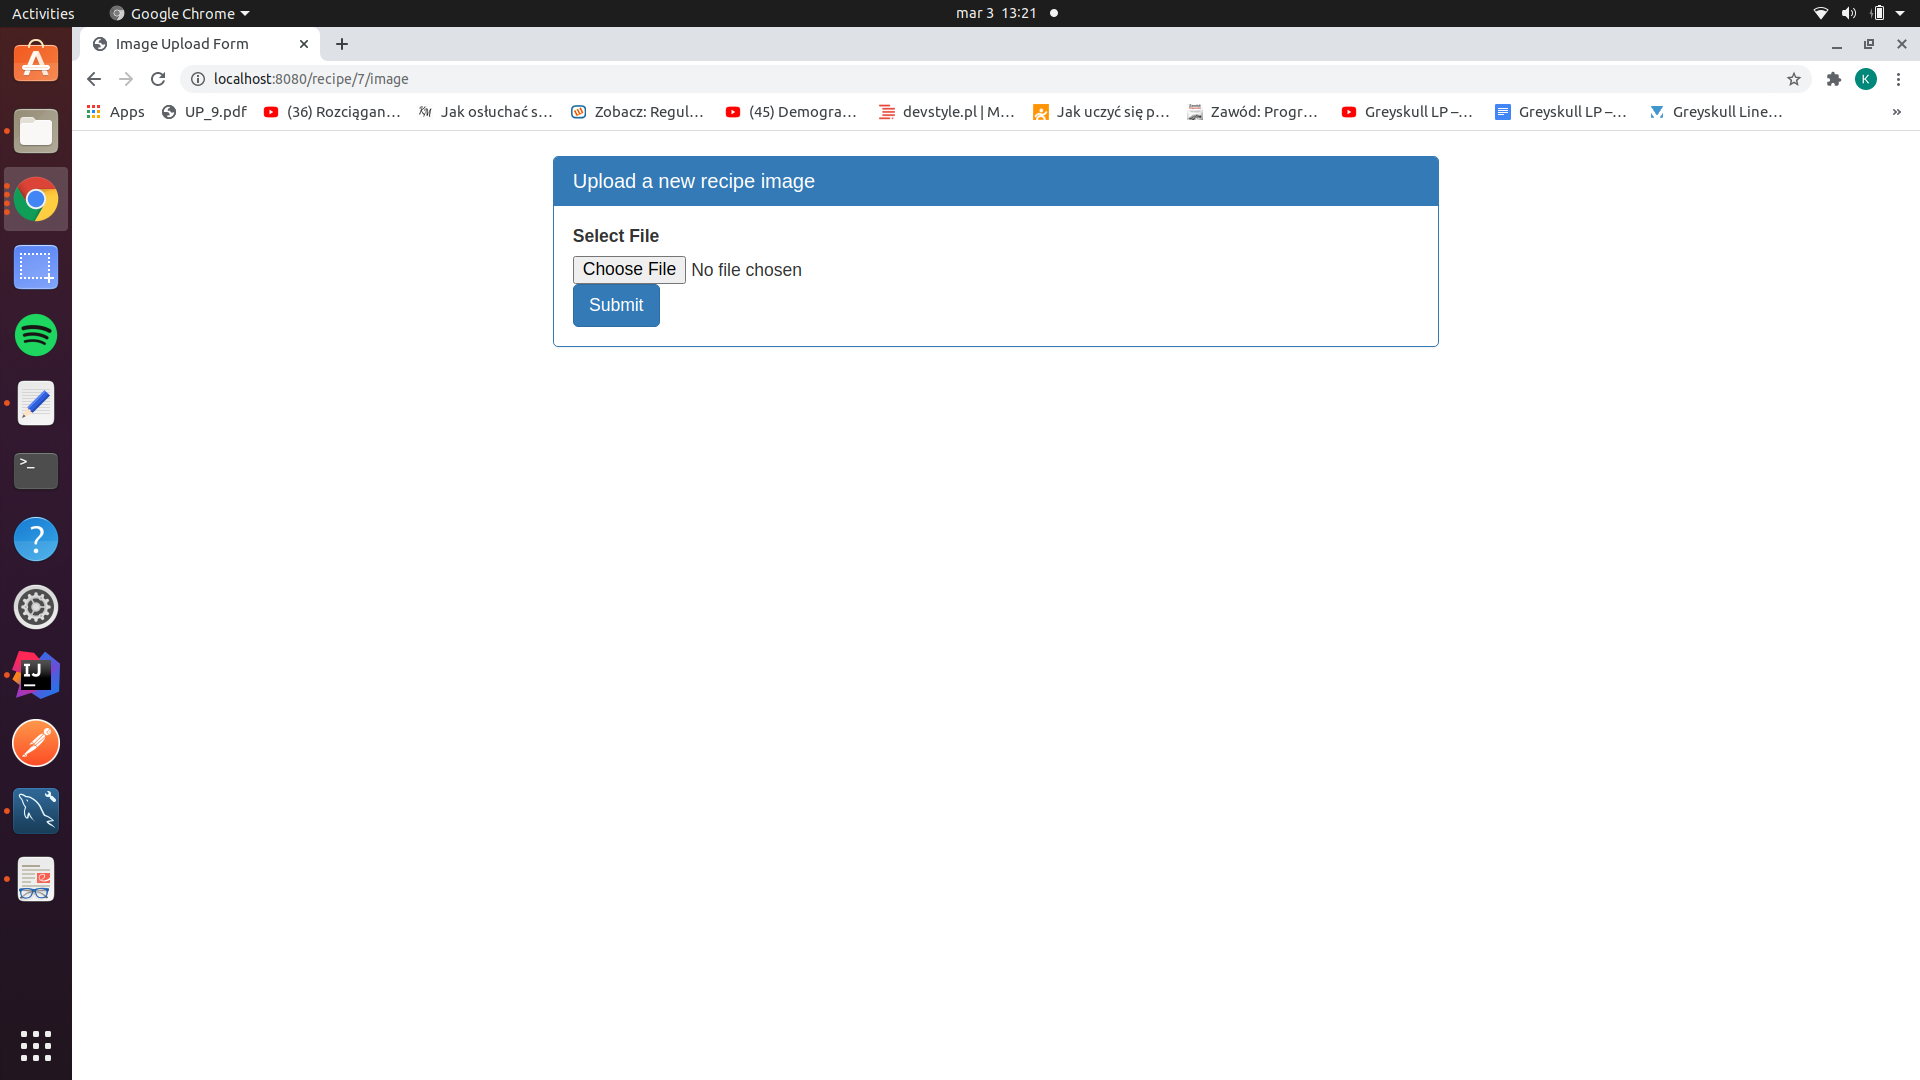 Activities Google Chrome mar 3 13:21
Image Upload Form
localhost:8080/recipe/7/image K
Apps UP_9.pdf (36) Rozciągan... Jak osłuchać s... Zobacz: Regul... (45) Demogra... devstyle.pl | M... Jak uczyć się p... Zawód: Progr... Greyskull LP –... Greyskull LP –... Greyskull Line... »
Upload a new recipe image
Select File
Choose File No file chosen
Submit
>_
?
IJ